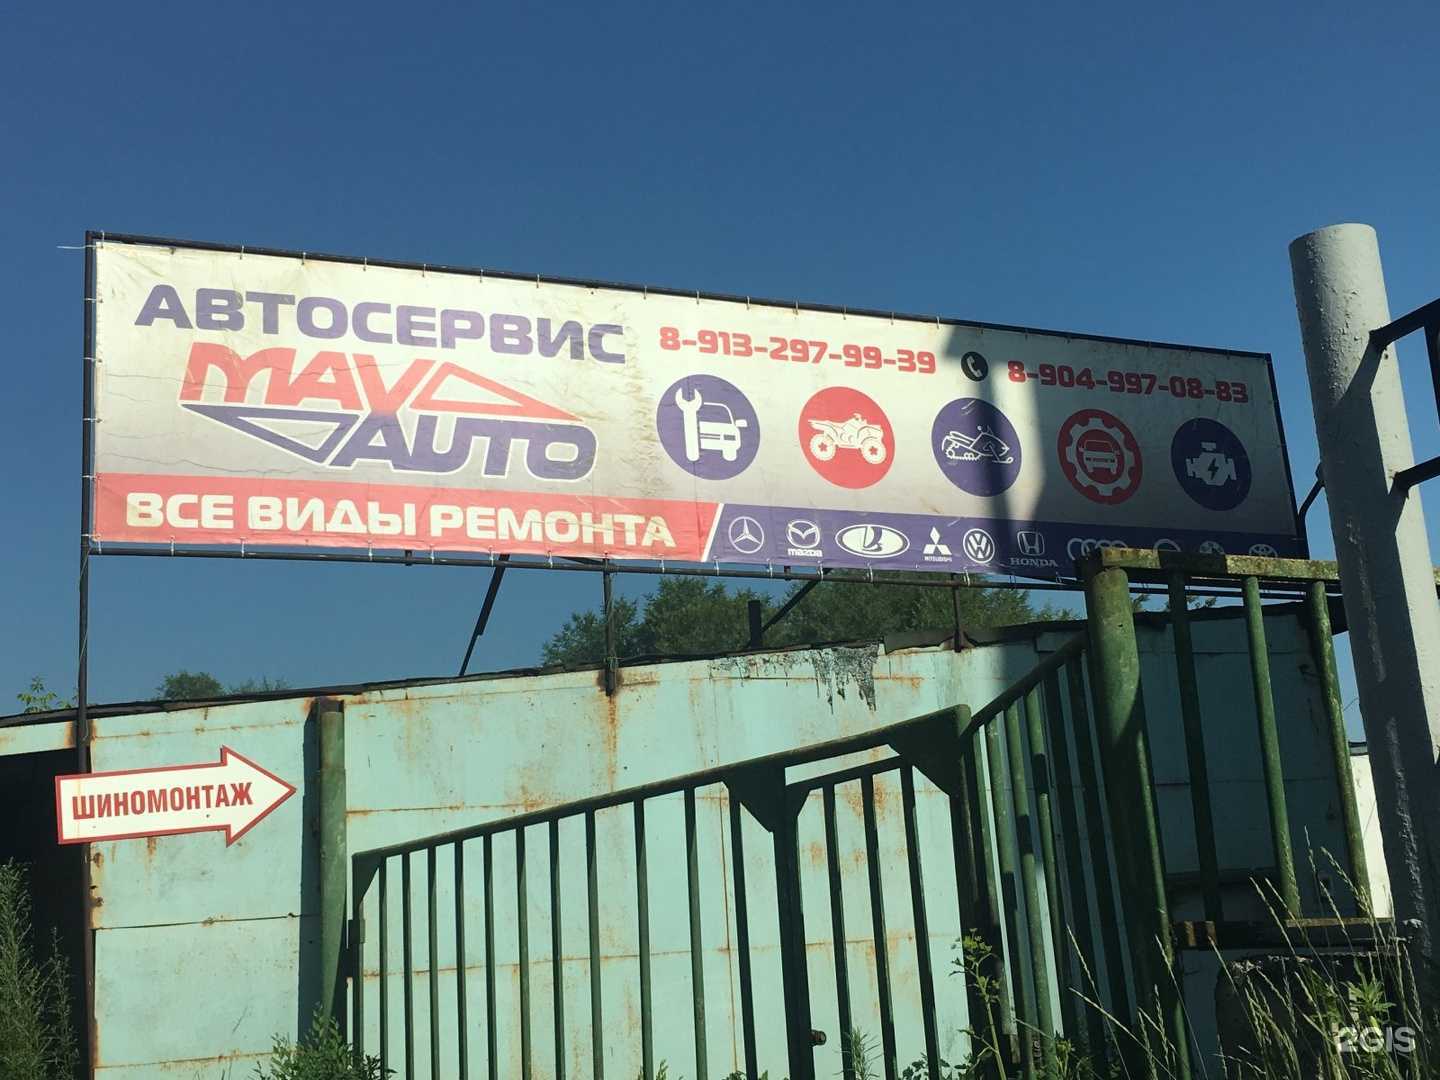 АВТОСЕРВИС
8-913-297-99-39 8-904-997-08-83
MAV
AUTO
ВСЕ ВИДЫ РЕМОНТА
mazda
MITSUBISHI
HONDA
ШИНОМОНТАЖ
2GIS